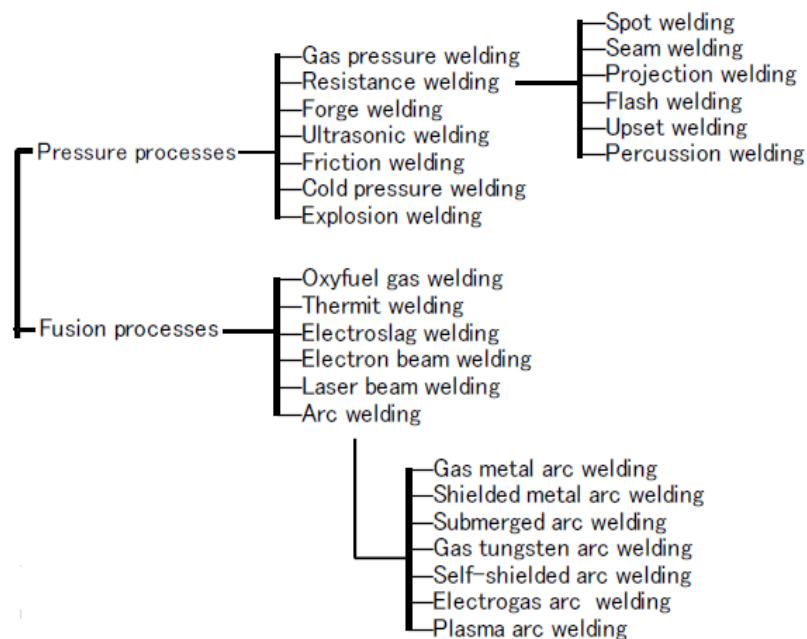 Pressure processes
Gas pressure welding
Resistance welding
Forge welding
Ultrasonic welding
Friction welding
Cold pressure welding
Explosion welding
Spot welding
Seam welding
Projection welding
Flash welding
Upset welding
Percussion welding
Fusion processes
Oxyfuel gas welding
Thermit welding
Electroslag welding
Electron beam welding
Laser beam welding
Arc welding
Gas metal arc welding
Shielded metal arc welding
Submerged arc welding
Gas tungsten arc welding
Self-shielded arc welding
Electrogas arc welding
Plasma arc welding